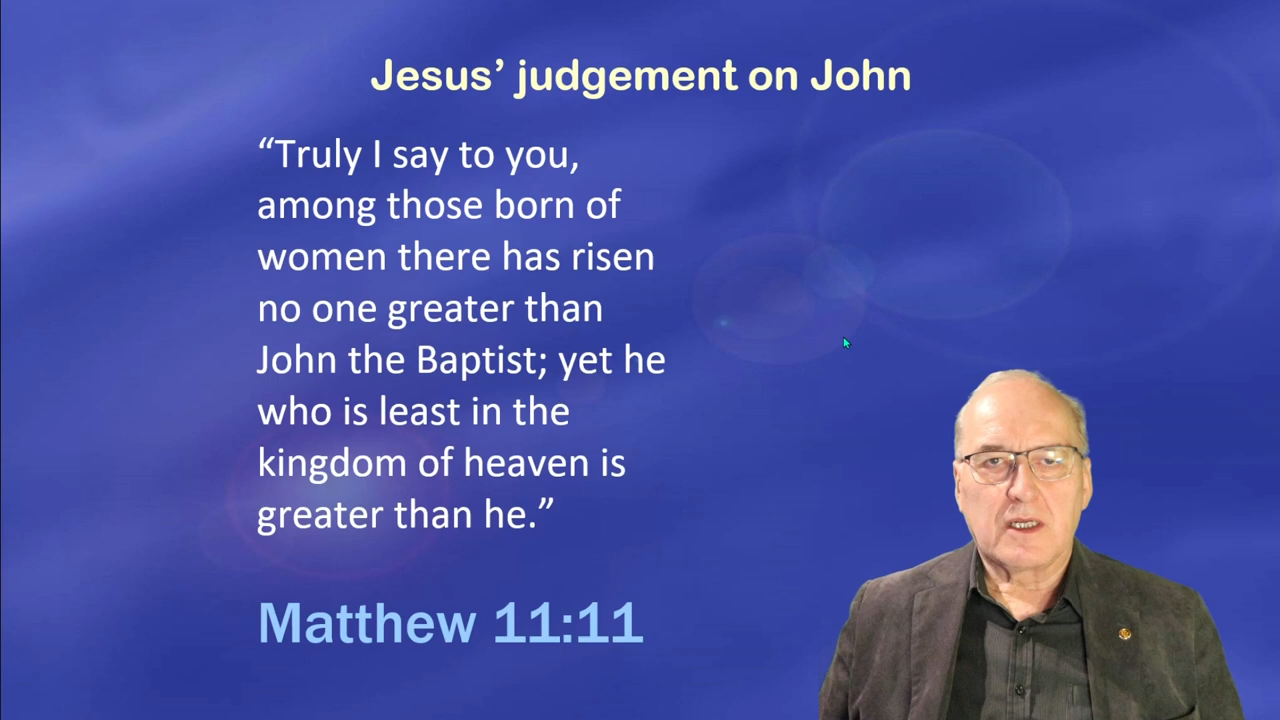 Jesus’ judgement on John
“Truly I say to you,
among those born of
women there has risen
no one greater than
John the Baptist; yet he
who is least in the
kingdom of heaven is
greater than he.”
Matthew 11:11